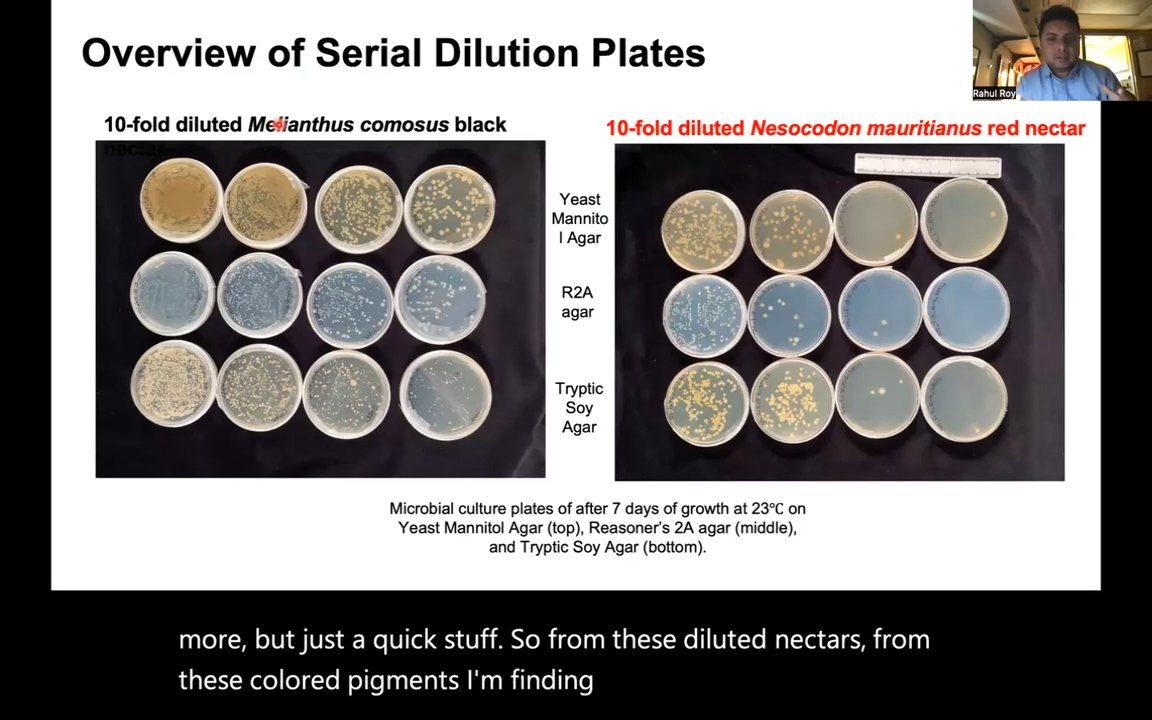 Overview of Serial Dilution Plates
Rahul Roy
10-fold diluted Melianthus comosus black
nectar
10-fold diluted Nesocodon mauritianus red nectar
Yeast
Mannito
l Agar
R2A
agar
Tryptic
Soy
Agar
Microbial culture plates of after 7 days of growth at 23℃ on
Yeast Mannitol Agar (top), Reasoner's 2A agar (middle),
and Tryptic Soy Agar (bottom).
more, but just a quick stuff. So from these diluted nectars, from
these colored pigments I'm finding